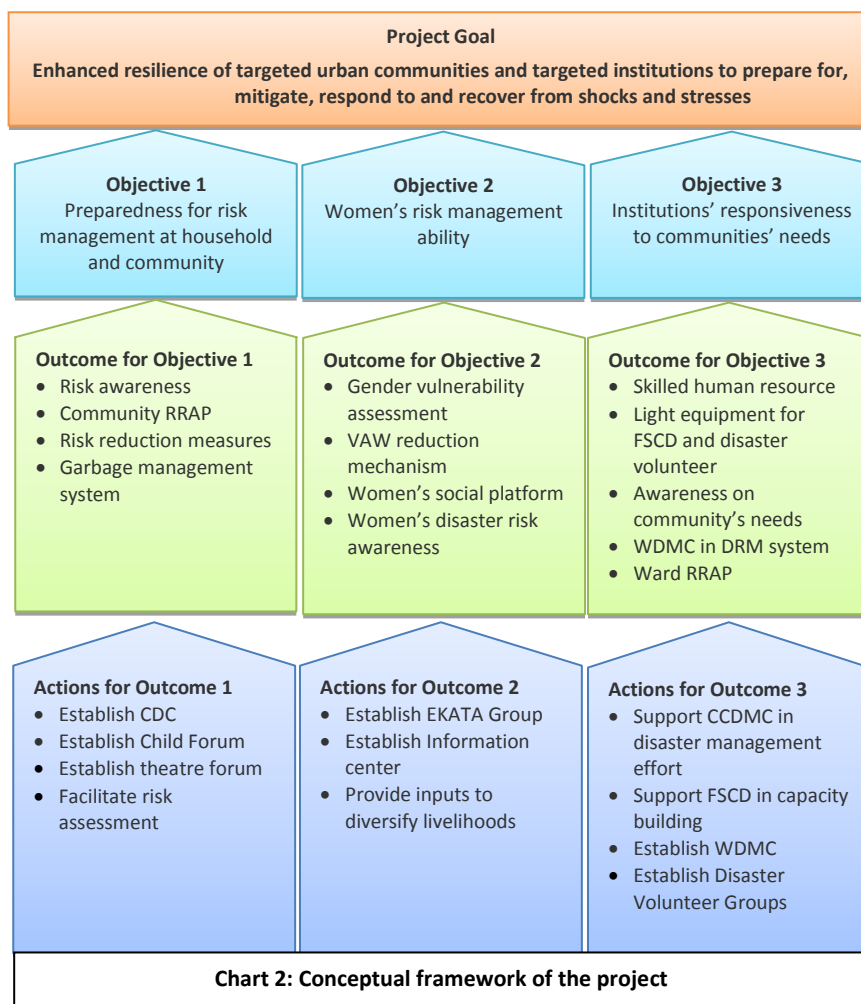 Project Goal
Enhanced resilience of targeted urban communities and targeted institutions to prepare for,
mitigate, respond to and recover from shocks and stresses
Objective 1
Preparedness for risk
management at household
and community
Objective 2
Women’s risk management
ability
Objective 3
Institutions’ responsiveness
to communities’ needs
Outcome for Objective 1
• Risk awareness
• Community RRAP
• Risk reduction measures
• Garbage management
system
Outcome for Objective 2
• Gender vulnerability
assessment
• VAW reduction
mechanism
• Women’s social platform
• Women’s disaster risk
awareness
Outcome for Objective 3
• Skilled human resource
• Light equipment for
FSCD and disaster
volunteer
• Awareness on
community’s needs
• WDMC in DRM system
• Ward RRAP
Actions for Outcome 1
• Establish CDC
• Establish Child Forum
• Establish theatre forum
• Facilitate risk
assessment
Actions for Outcome 2
• Establish EKATA Group
• Establish Information
center
• Provide inputs to
diversify livelihoods
Actions for Outcome 3
• Support CCDMC in
disaster management
effort
• Support FSCD in capacity
building
• Establish WDMC
• Establish Disaster
Volunteer Groups
Chart 2: Conceptual framework of the project